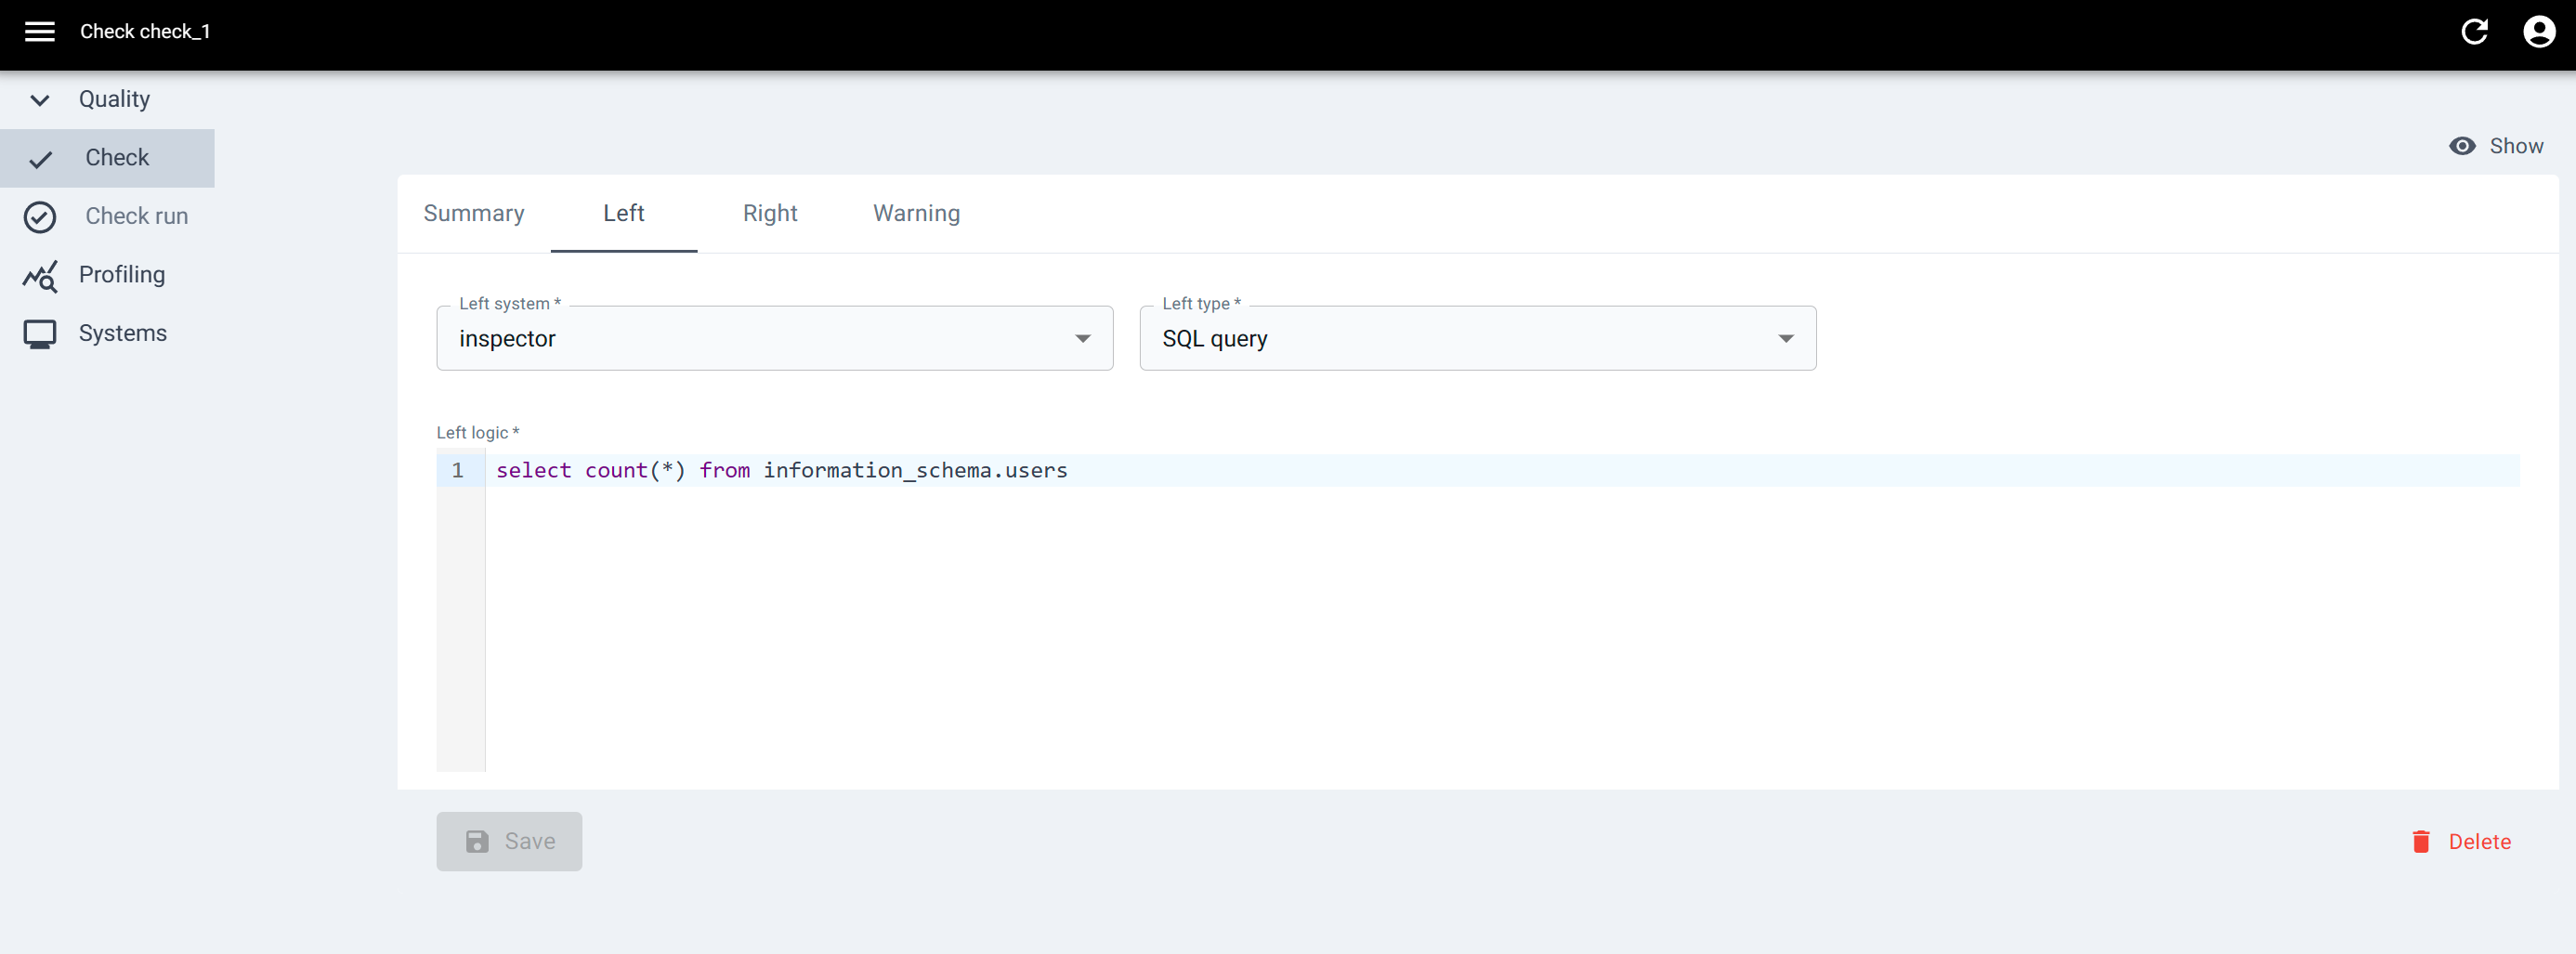 Check check_1
Quality
Check
Check run
Profiling
Systems
Show
Summary Left Right Warning
Left system * Left type *
inspector SQL query
Left logic *
1 select count(*) from information_schema.users
Save Delete